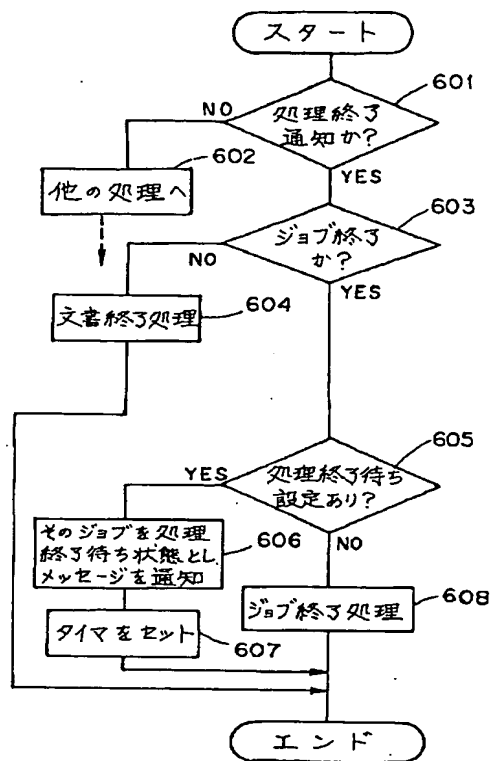 スタート
601
処理終了
通知か?
NO
YES
602
他の処理へ
603
ジョブ終了
か?
NO
YES
604
文書終了処理
605
処理終了待ち
設定あり?
YES
NO
606
そのジョブを処理
終了待ち状態とし,
メッセージを通知
608
ジョブ終了処理
タイマをセット
607
エンド